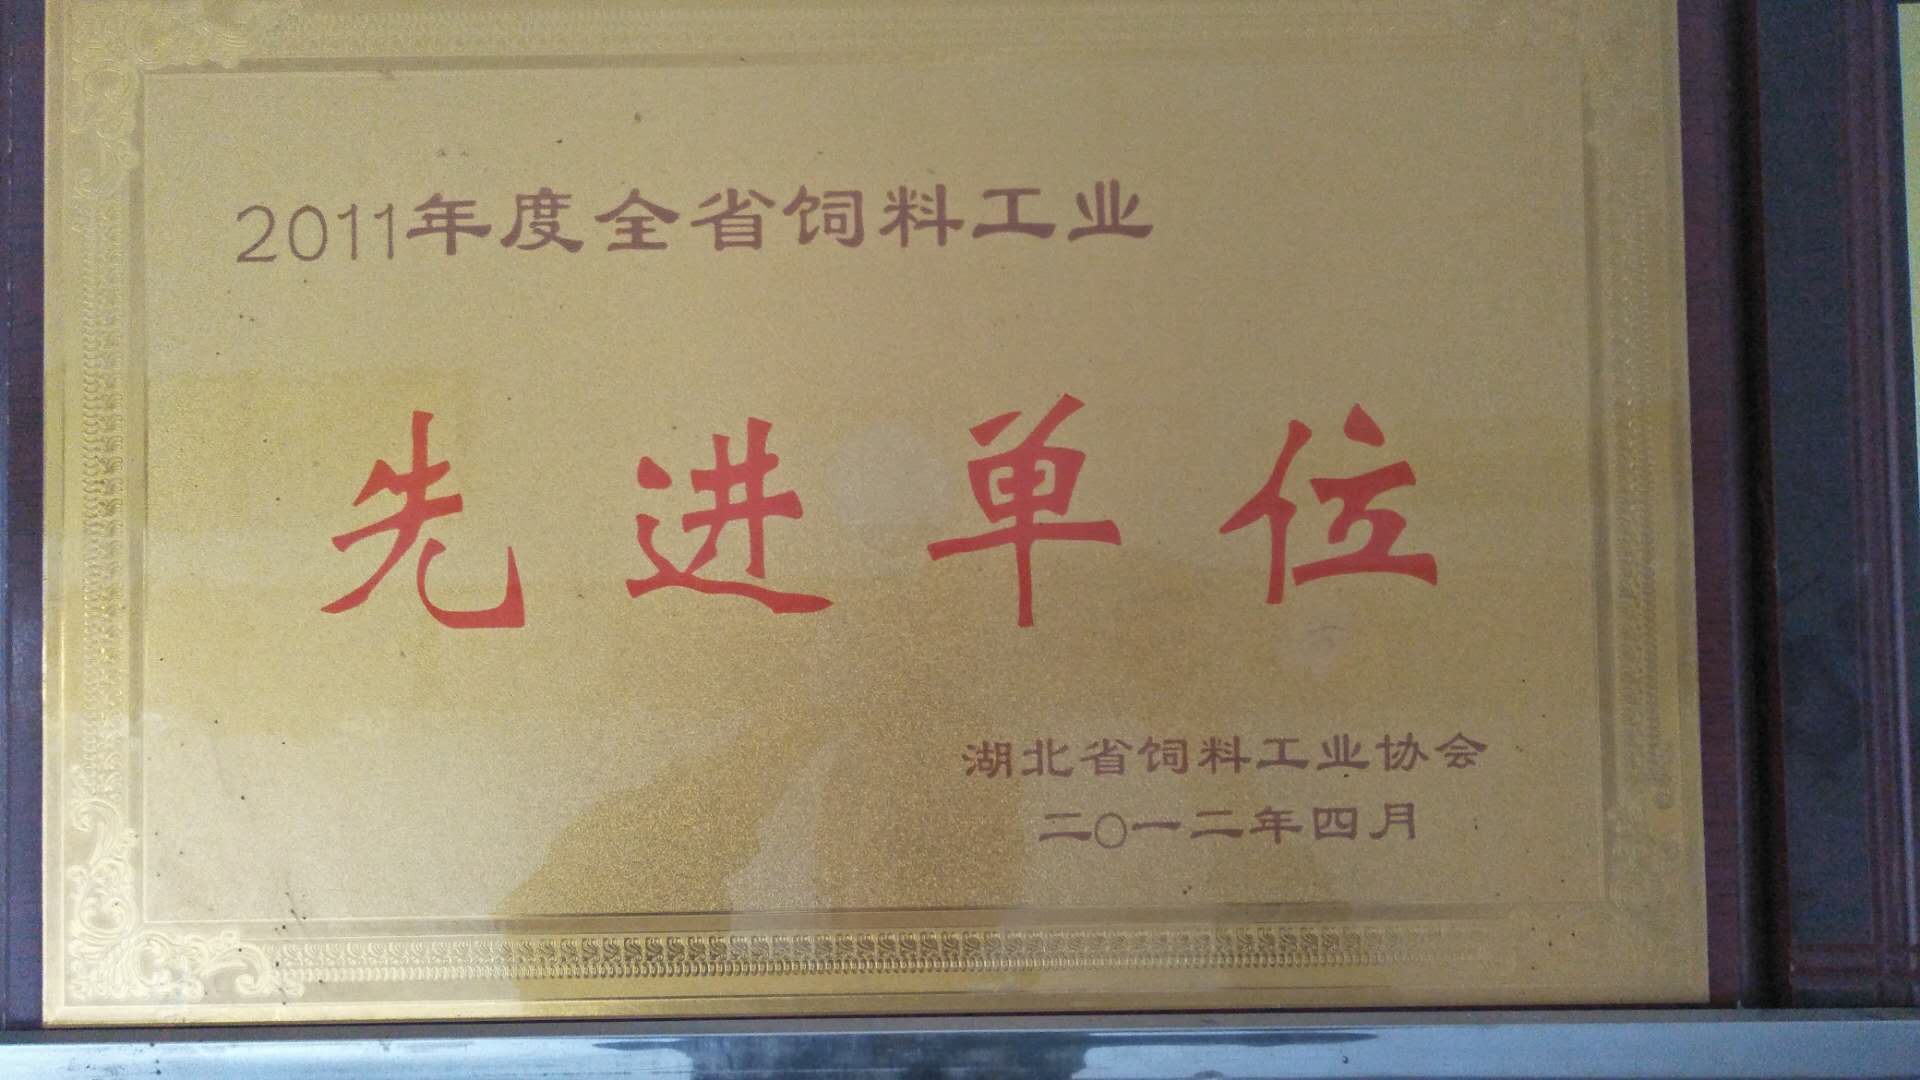 2011年度全省饲料工业
先进单位
湖北省饲料工业协会
二〇一二年四月